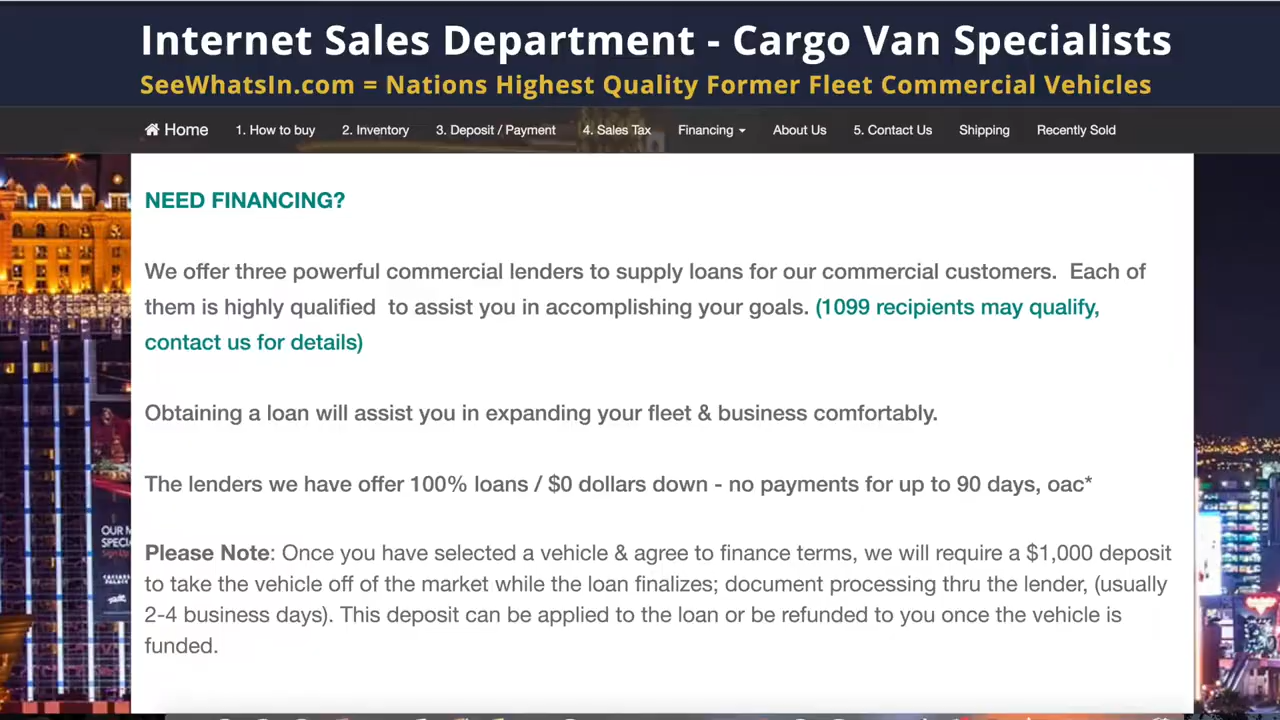 Internet Sales Department - Cargo Van Specialists
SeeWhatsIn.com = Nations Highest Quality Former Fleet Commercial Vehicles
Home 1. How to buy 2. Inventory 3. Deposit / Payment 4. Sales Tax Financing About Us 5. Contact Us Shipping Recently Sold
NEED FINANCING?
We offer three powerful commercial lenders to supply loans for our commercial customers.  Each of
them is highly qualified  to assist you in accomplishing your goals. (1099 recipients may qualify,
contact us for details)
Obtaining a loan will assist you in expanding your fleet & business comfortably.
The lenders we have offer 100% loans / $0 dollars down - no payments for up to 90 days, oac*
Please Note: Once you have selected a vehicle & agree to finance terms, we will require a $1,000 deposit
to take the vehicle off of the market while the loan finalizes; document processing thru the lender, (usually
2-4 business days). This deposit can be applied to the loan or be refunded to you once the vehicle is
funded.
OUR M
SPECI
Sign Up
CAESARS
PALACE